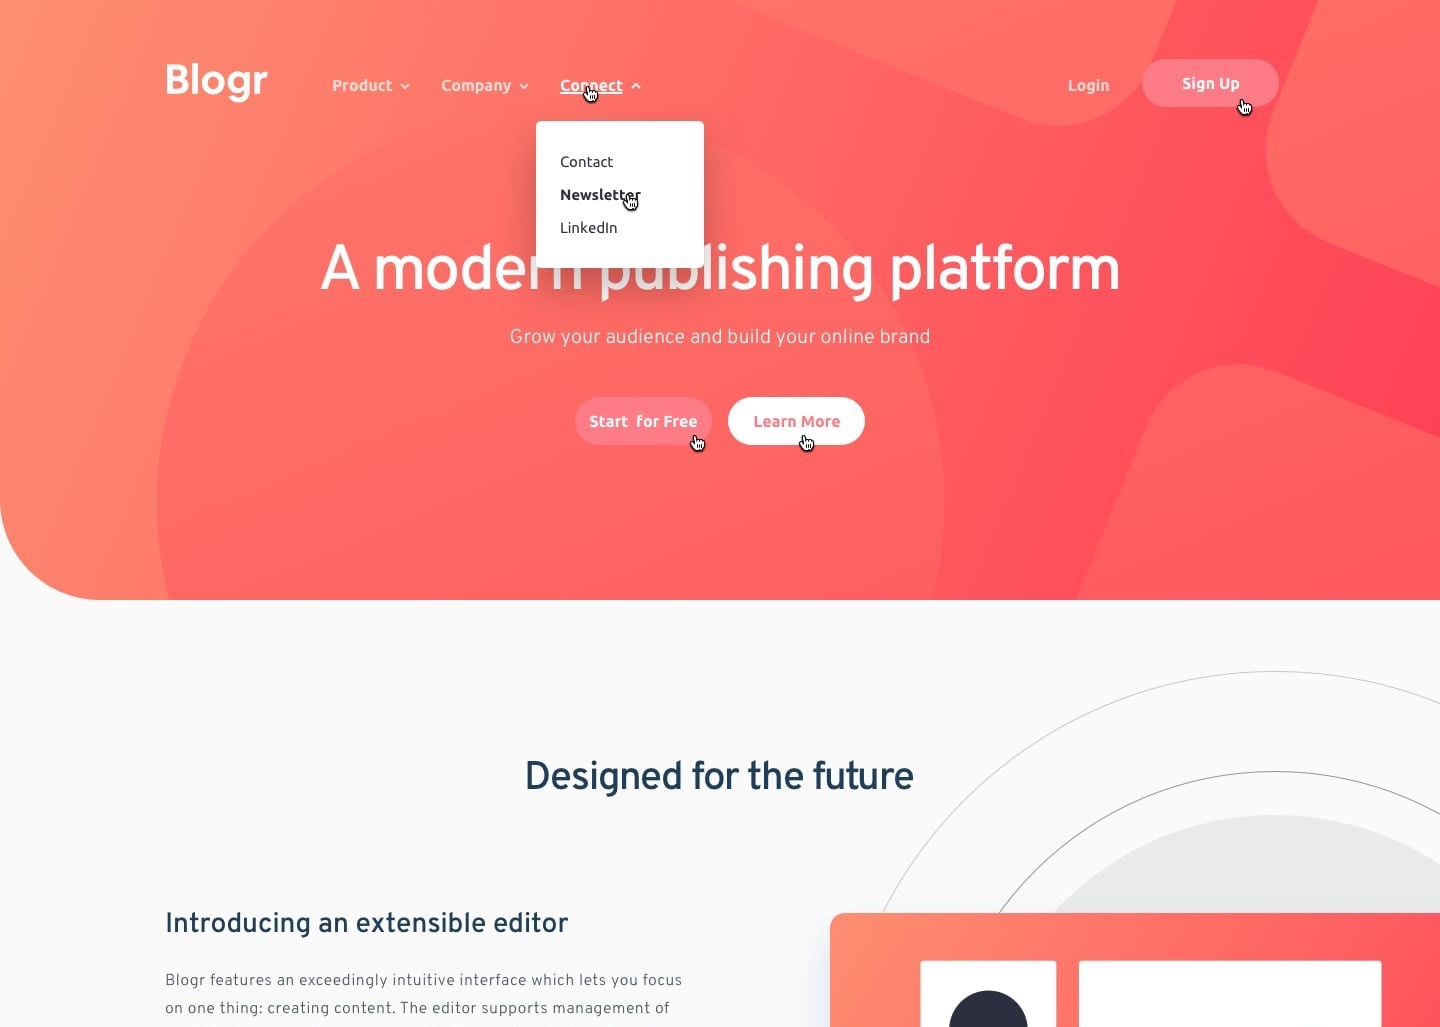 Blogr
Product
Company
Connect
Login
Sign Up
Contact
Newsletter
LinkedIn
A modern publishing platform
Grow your audience and build your online brand
Start for Free
Learn More
Designed for the future
Introducing an extensible editor
Blogr features an exceedingly intuitive interface which lets you focus
on one thing: creating content. The editor supports management of